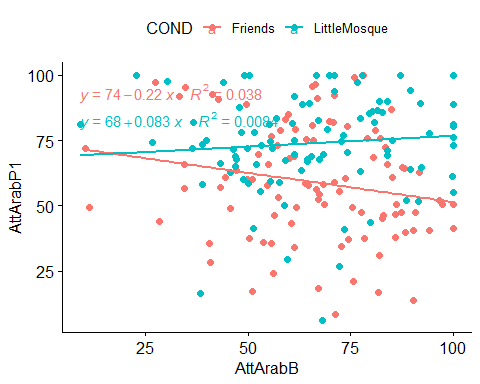 COND a Friends a LittleMosque
100
75
50
25
y = 74 − 0.22 x R² = 0.038
y = 68 + 0.083 x R² = 0.0084
AttArabP1
25 50 75 100
AttArabB